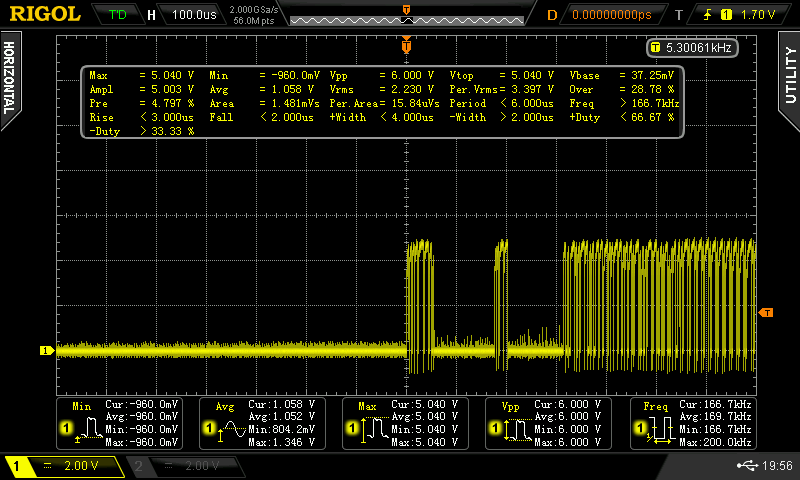 RIGOL T'D H 100.0us 2.000GSa/s 56.0M pts D 0.00000000ps T 1 1.70 V
HORIZONTAL
UTILITY
T
T 5.30061kHz
Max = 5.040 V Min = -960.0mV Vpp = 6.000 V Vtop = 5.040 V Vbase = 37.25mV
Ampl = 5.003 V Avg = 1.058 V Vrms = 2.230 V Per.Vrms= 3.397 V Over = 28.78 %
Pre = 4.797 % Area = 1.481mVs Per.Area= 15.84uVs Period < 6.000us Freq > 166.7kHz
Rise < 3.000us Fall < 2.000us +Width < 4.000us -Width > 2.000us +Duty > 66.67 %
-Duty > 33.33 %
T
1
Min Cur:-960.0mV Avg Cur:1.058 V Max Cur:5.040 V Vpp Cur:6.000 V Freq Cur:166.7kHz
1 Avg:-960.0mV 1 Avg:1.052 V 1 Avg:5.040 V 1 Avg:6.000 V 1 Avg:169.7kHz
Min:-960.0mV Min:804.2mV Min:5.040 V Min:6.000 V Min:166.7kHz
Max:-960.0mV Max:1.346 V Max:5.040 V Max:6.000 V Max:200.0kHz
1 2.00 V 2 2.00 V 19:56